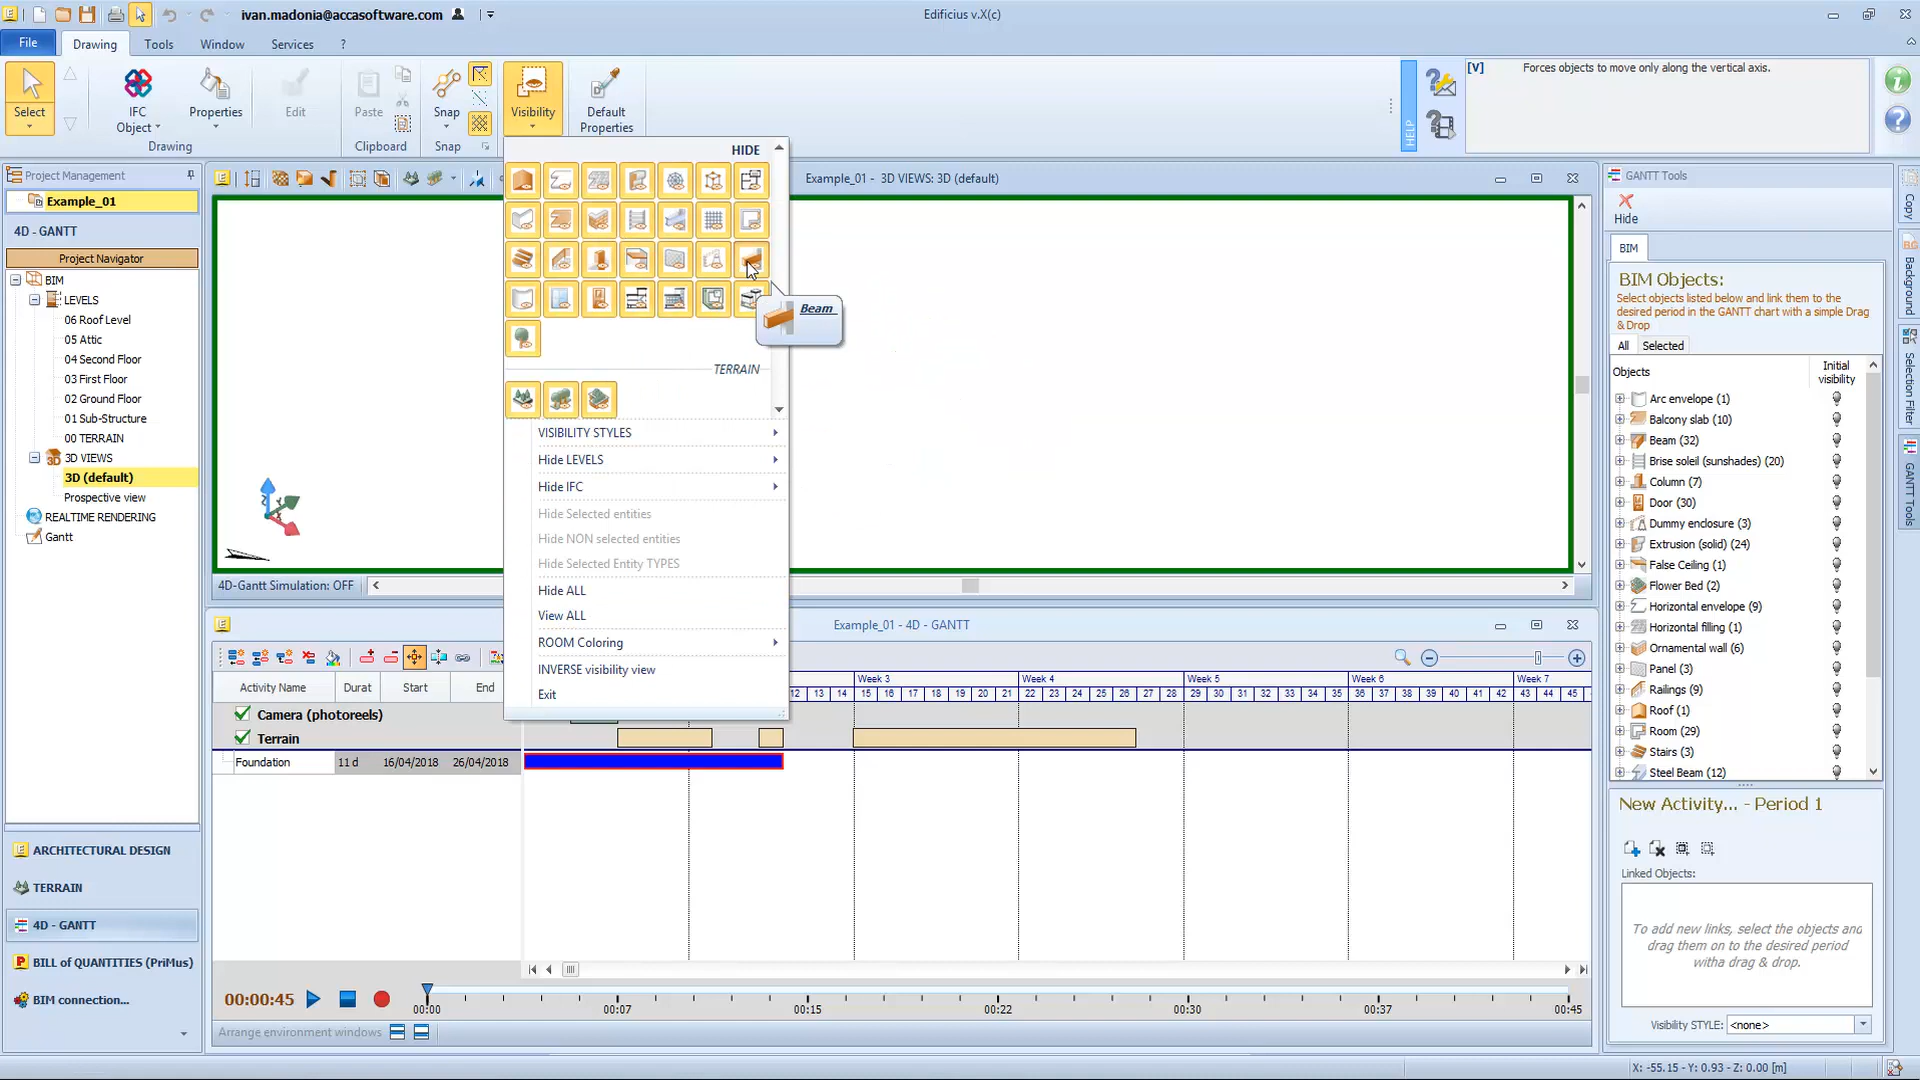 ivan.madonia@accasoftware.com
Edificius v.X(c)
File
Drawing
Tools
Window
Services
?
Select
IFC
Object
Properties
Edit
Paste
Snap
Visibility
Default
Properties
Drawing
Clipboard
Snap
HELP
[V]
Forces objects to move only along the vertical axis.
Project Management
Example_01
4D - GANTT
Project Navigator
BIM
LEVELS
06 Roof Level
05 Attic
04 Second Floor
03 First Floor
02 Ground Floor
01 Sub-Structure
00 TERRAIN
3D VIEWS
3D (default)
Prospective view
REALTIME RENDERING
Gantt
ARCHITECTURAL DESIGN
TERRAIN
4D - GANTT
BILL of QUANTITIES (PriMus)
BIM connection...
HIDE
Beam
TERRAIN
VISIBILITY STYLES
Hide LEVELS
Hide IFC
Hide Selected entities
Hide NON selected entities
Hide Selected Entity TYPES
Hide ALL
View ALL
ROOM Coloring
INVERSE visibility view
Exit
Example_01 - 3D VIEWS: 3D (default)
4D-Gantt Simulation: OFF
Example_01 - 4D - GANTT
Activity Name
Durat
Start
End
Week 3
Week 4
Week 5
Week 6
Week 7
12 13 14 15 16 17 18 19 20 21 22 23 24 25 26 27 28 29 30 31 32 33 34 35 36 37 38 39 40 41 42 43 44 45
Camera (photoreels)
Terrain
Foundation
11 d
16/04/2018
26/04/2018
00:00:45
00:00
00:07
00:15
00:22
00:30
00:37
00:45
Arrange environment windows
GANTT Tools
Hide
BIM
BIM Objects:
Select objects listed below and link them to the
desired period in the GANTT chart with a simple Drag
& Drop
All
Selected
Objects
Initial
visibility
Arc envelope (1)
Balcony slab (10)
Beam (32)
Brise soleil (sunshades) (20)
Column (7)
Door (30)
Dummy enclosure (3)
Extrusion (solid) (24)
False Ceiling (1)
Flower Bed (2)
Horizontal envelope (9)
Horizontal filling (1)
Ornamental wall (6)
Panel (3)
Railings (9)
Roof (1)
Room (29)
Stairs (3)
Steel Beam (12)
New Activity... - Period 1
Linked Objects:
To add new links, select the objects and
drag them on to the desired period
witha drag & drop.
Visibility STYLE:
<none>
Copy
Background
Selection Filter
GANTT Tools
X: -55.15 - Y: 0.93 - Z: 0.00 [m]